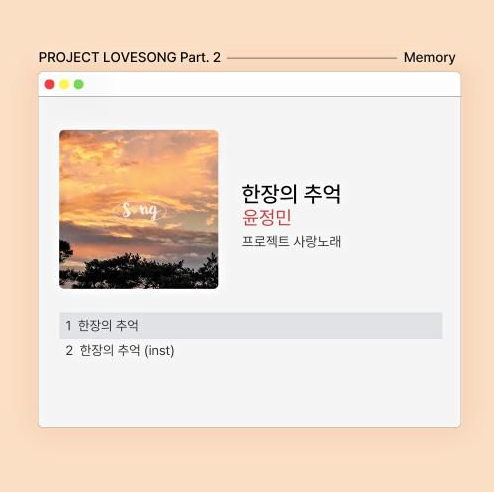 PROJECT LOVESONG Part. 2 Memory
Song
한장의 추억
윤정민
프로젝트 사랑노래
1 한장의 추억
2 한장의 추억 (inst)